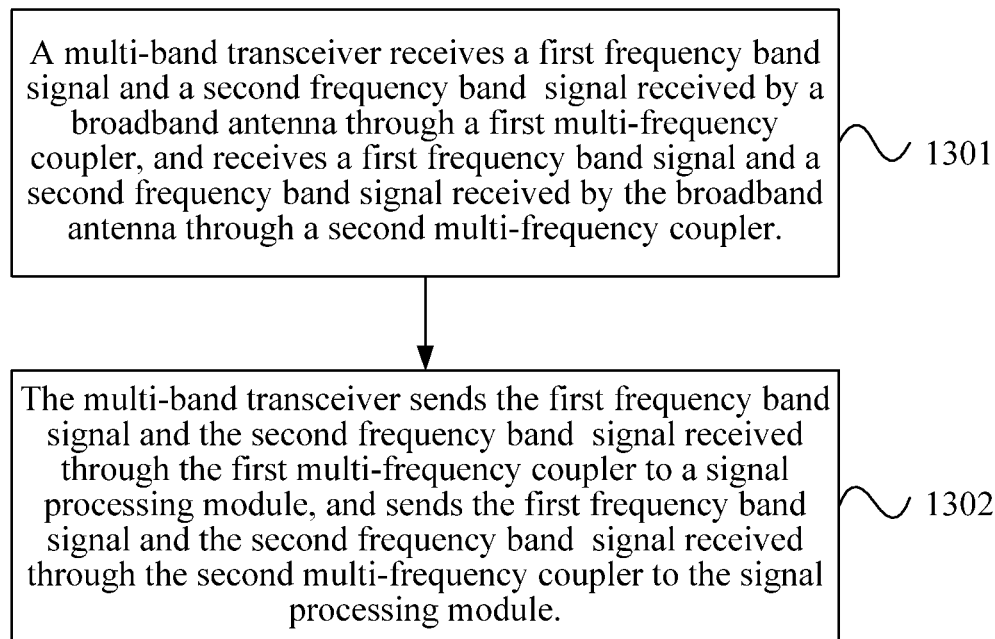 A multi-band transceiver receives a first frequency band
signal and a second frequency band signal received by a
broadband antenna through a first multi-frequency
coupler, and receives a first frequency band signal and a
second frequency band signal received by the broadband
antenna through a second multi-frequency coupler.
1301
The multi-band transceiver sends the first frequency band
signal and the second frequency band signal received
through the first multi-frequency coupler to a signal
processing module, and sends the first frequency band
signal and the second frequency band signal received
through the second multi-frequency coupler to the signal
processing module.
1302